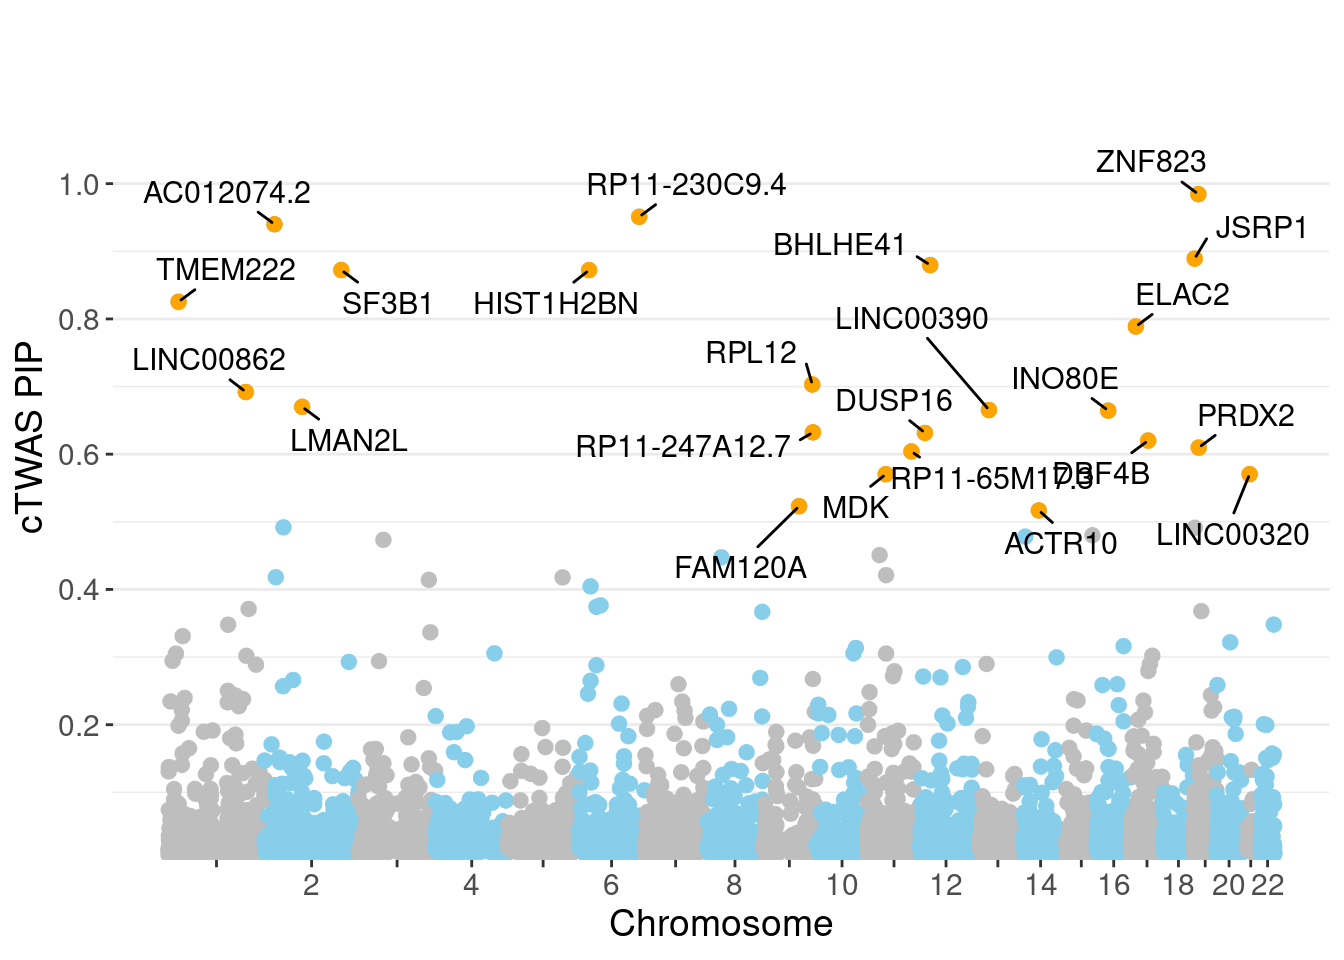 ZNF823
AC012074.2
RP11-230C9.4
JSRP1
BHLHE41
TMEM222
SF3B1
HIST1H2BN
ELAC2
LINC00390
LINC00862
RPL12
INO80E
DUSP16
PRDX2
LMAN2L
RP11-247A12.7
RP11-65M17.3
DBF4B
MDK
LINC00320
ACTR10
FAM120A
1.0
0.8
0.6
0.4
0.2
cTWAS PIP
2 4 6 8 10 12 14 16 18 20 22
Chromosome